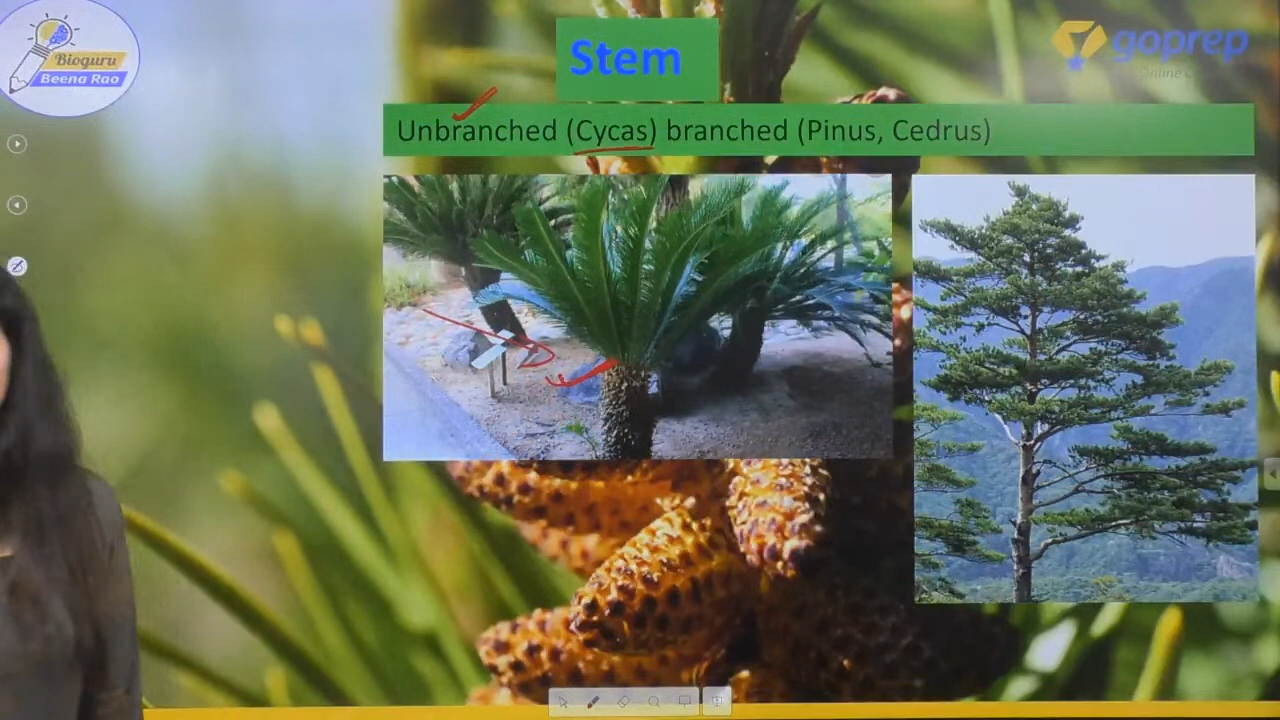 Bioguru
Beena Rao
Stem
goprep
Unbranched (Cycas) branched (Pinus, Cedrus)